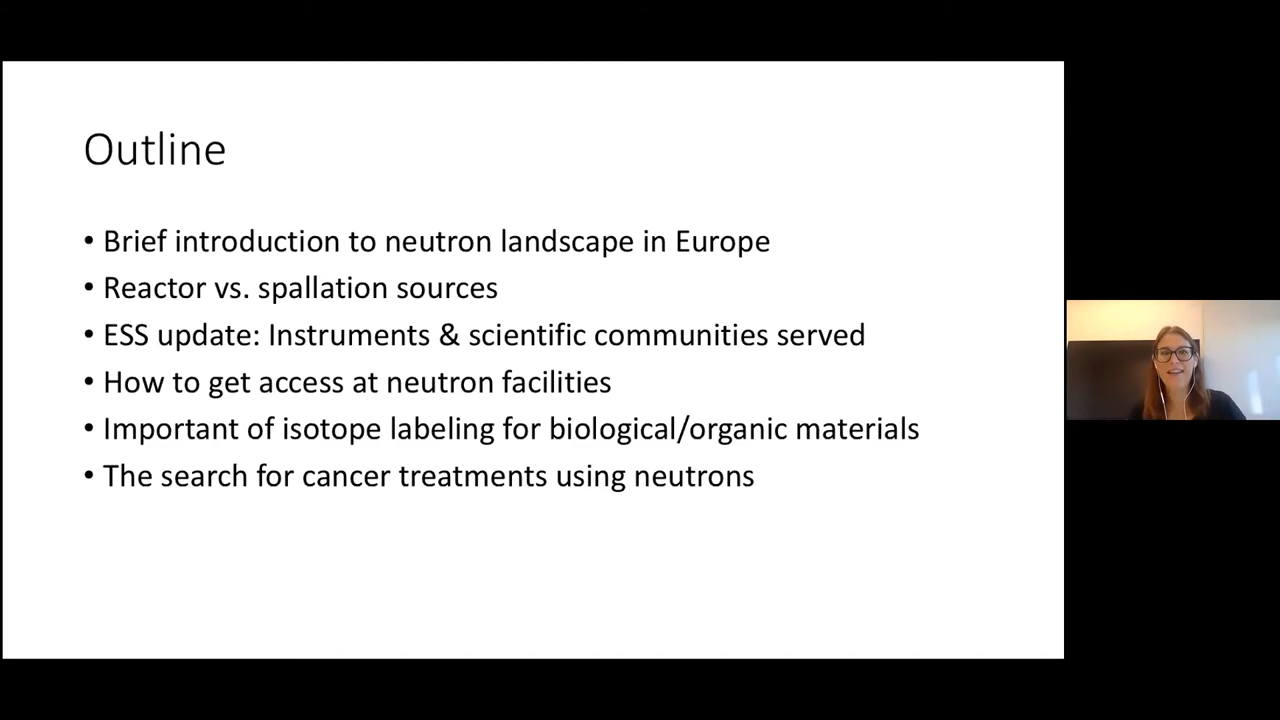 Outline
• Brief introduction to neutron landscape in Europe
• Reactor vs. spallation sources
• ESS update: Instruments & scientific communities served
• How to get access at neutron facilities
• Important of isotope labeling for biological/organic materials
• The search for cancer treatments using neutrons